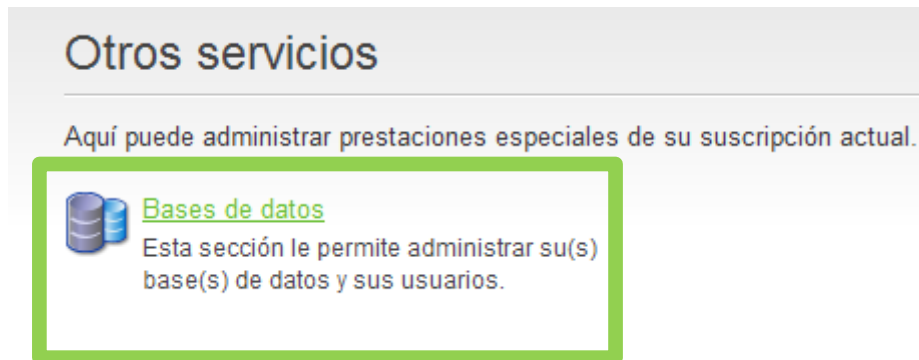 Otros servicios
Aquí puede administrar prestaciones especiales de su suscripción actual.
Bases de datos
Esta sección le permite administrar su(s)
base(s) de datos y sus usuarios.